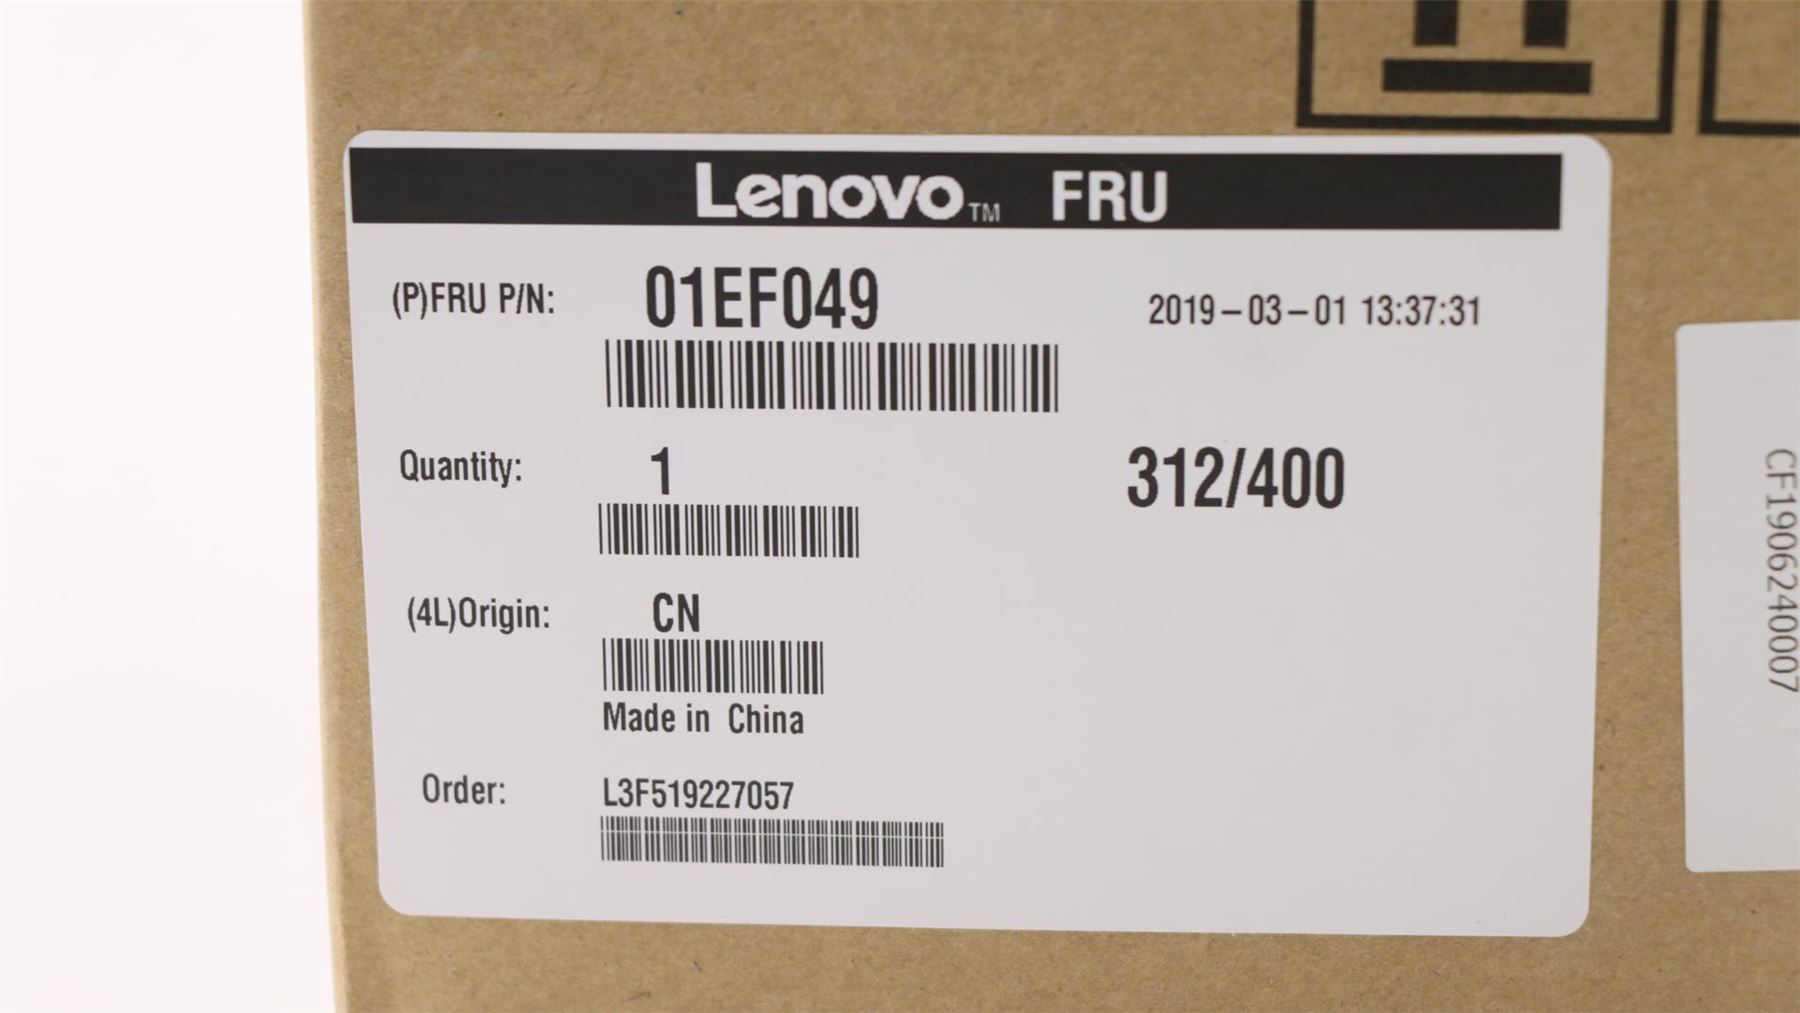 Lenovo™ FRU
(P)FRU P/N: 01EF049 2019-03-01 13:37:31
Quantity: 1 312/400
(4L)Origin: CN
Made in China
Order: L3F519227057
CF1906240007